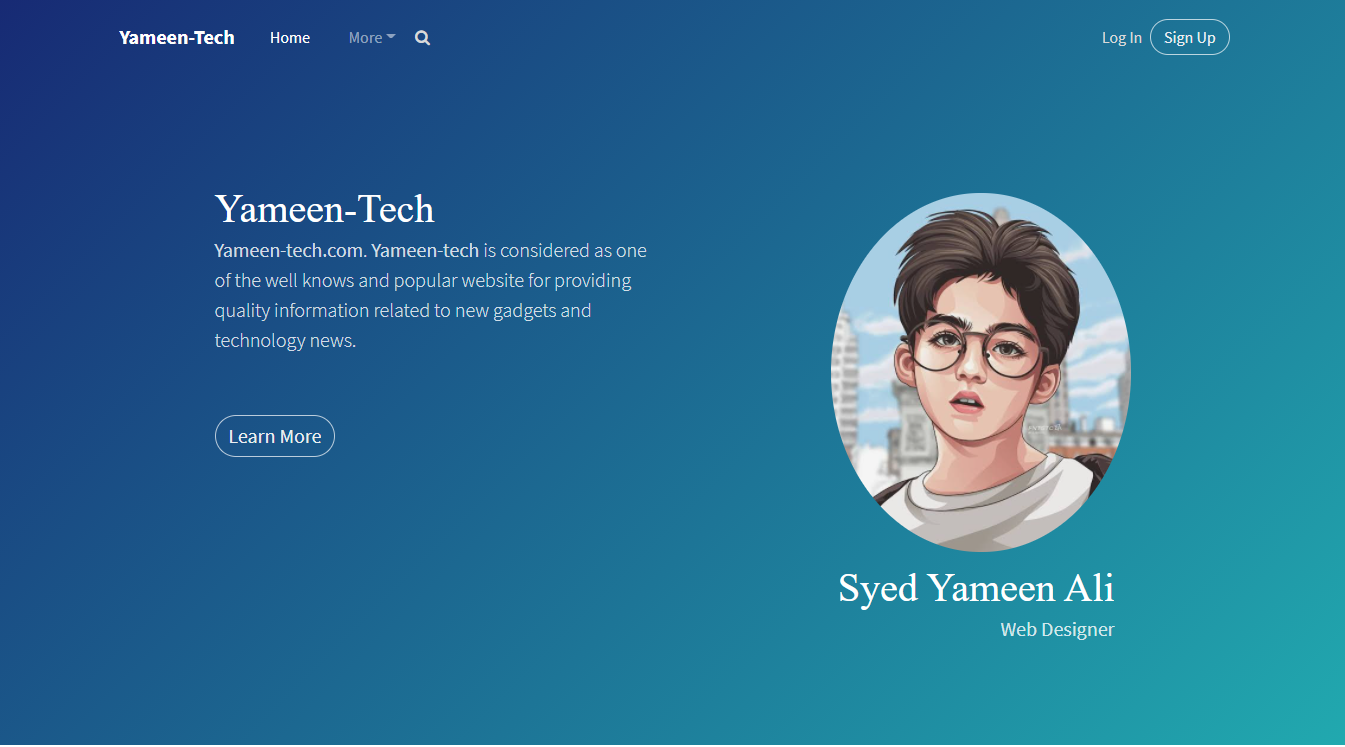 Yameen-Tech Home More Log In Sign Up
Yameen-Tech
Yameen-tech.com. Yameen-tech is considered as one
of the well knows and popular website for providing
quality information related to new gadgets and
technology news.
Learn More
Syed Yameen Ali
Web Designer